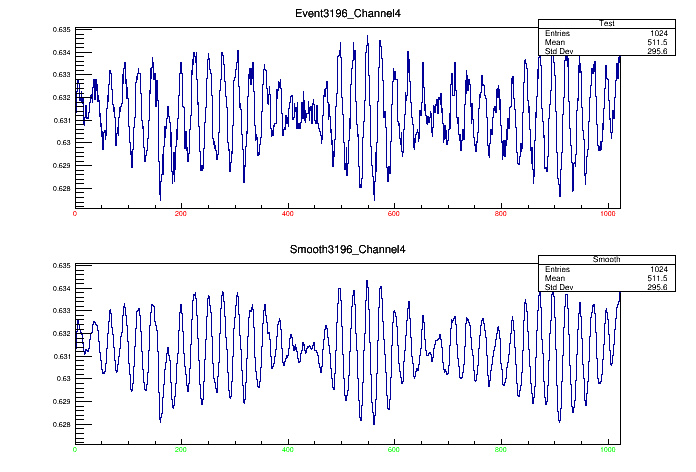 Event3196_Channel4
Test
Entries 1024
Mean 511.5
Std Dev 295.6
0.635
0.634
0.633
0.632
0.631
0.63
0.629
0.628
0 200 400 600 800 1000
Smooth3196_Channel4
Smooth
Entries 1024
Mean 511.5
Std Dev 295.6
0.635
0.634
0.633
0.632
0.631
0.63
0.629
0.628
0 200 400 600 800 1000